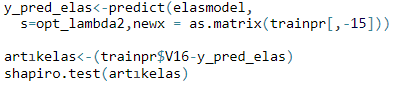 y_pred_elas<-predict(elasmodel,
s=opt_lambda2,newx = as.matrix(trainpr[,-15]))
artıkelas<-(trainpr$V16-y_pred_elas)
shapiro.test(artıkelas)